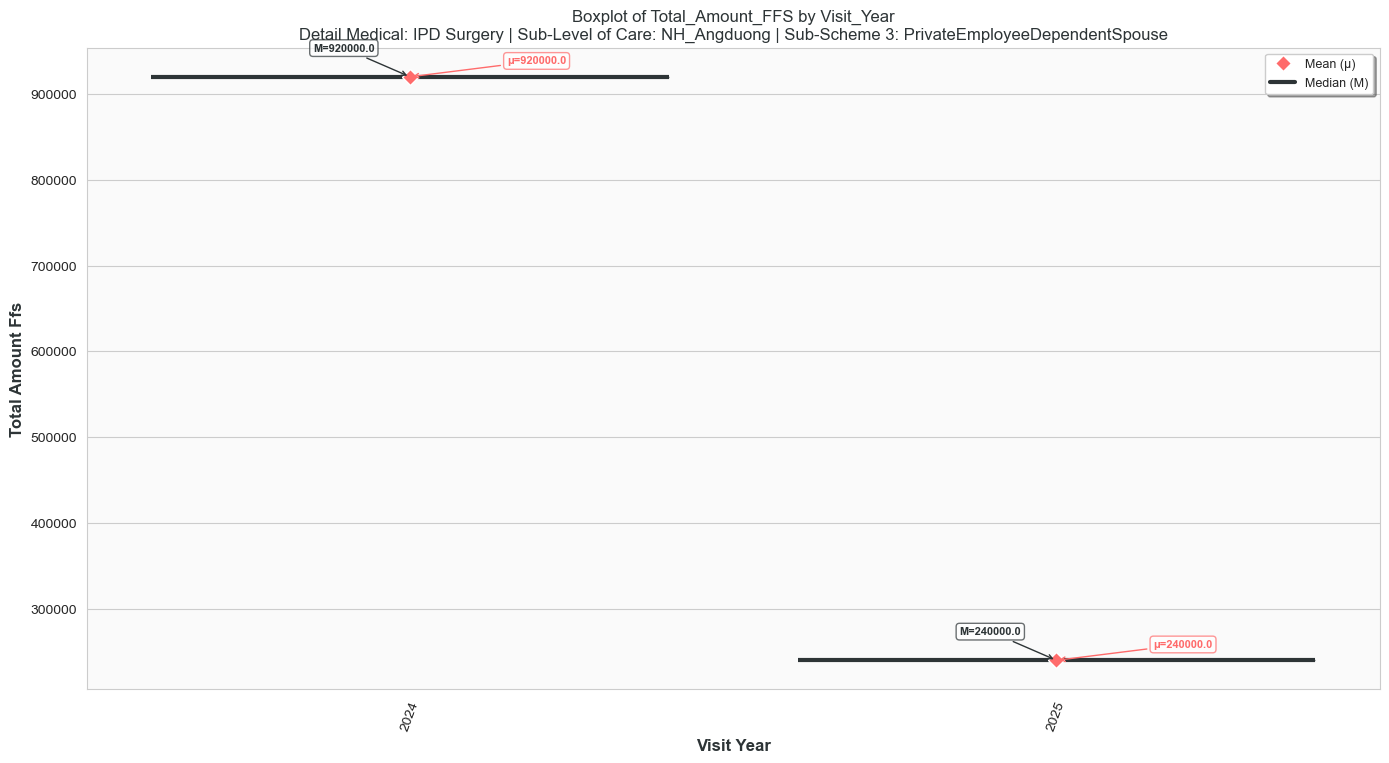 Boxplot of Total_Amount_FFS by Visit_Year
Detail Medical: IPD Surgery | Sub-Level of Care: NH_Angduong | Sub-Scheme 3: PrivateEmployeeDependentSpouse
M=920000.0
μ=920000.0
Mean (μ)
Median (M)
900000
800000
700000
600000
500000
400000
300000
Total Amount Ffs
M=240000.0
μ=240000.0
2024
2025
Visit Year